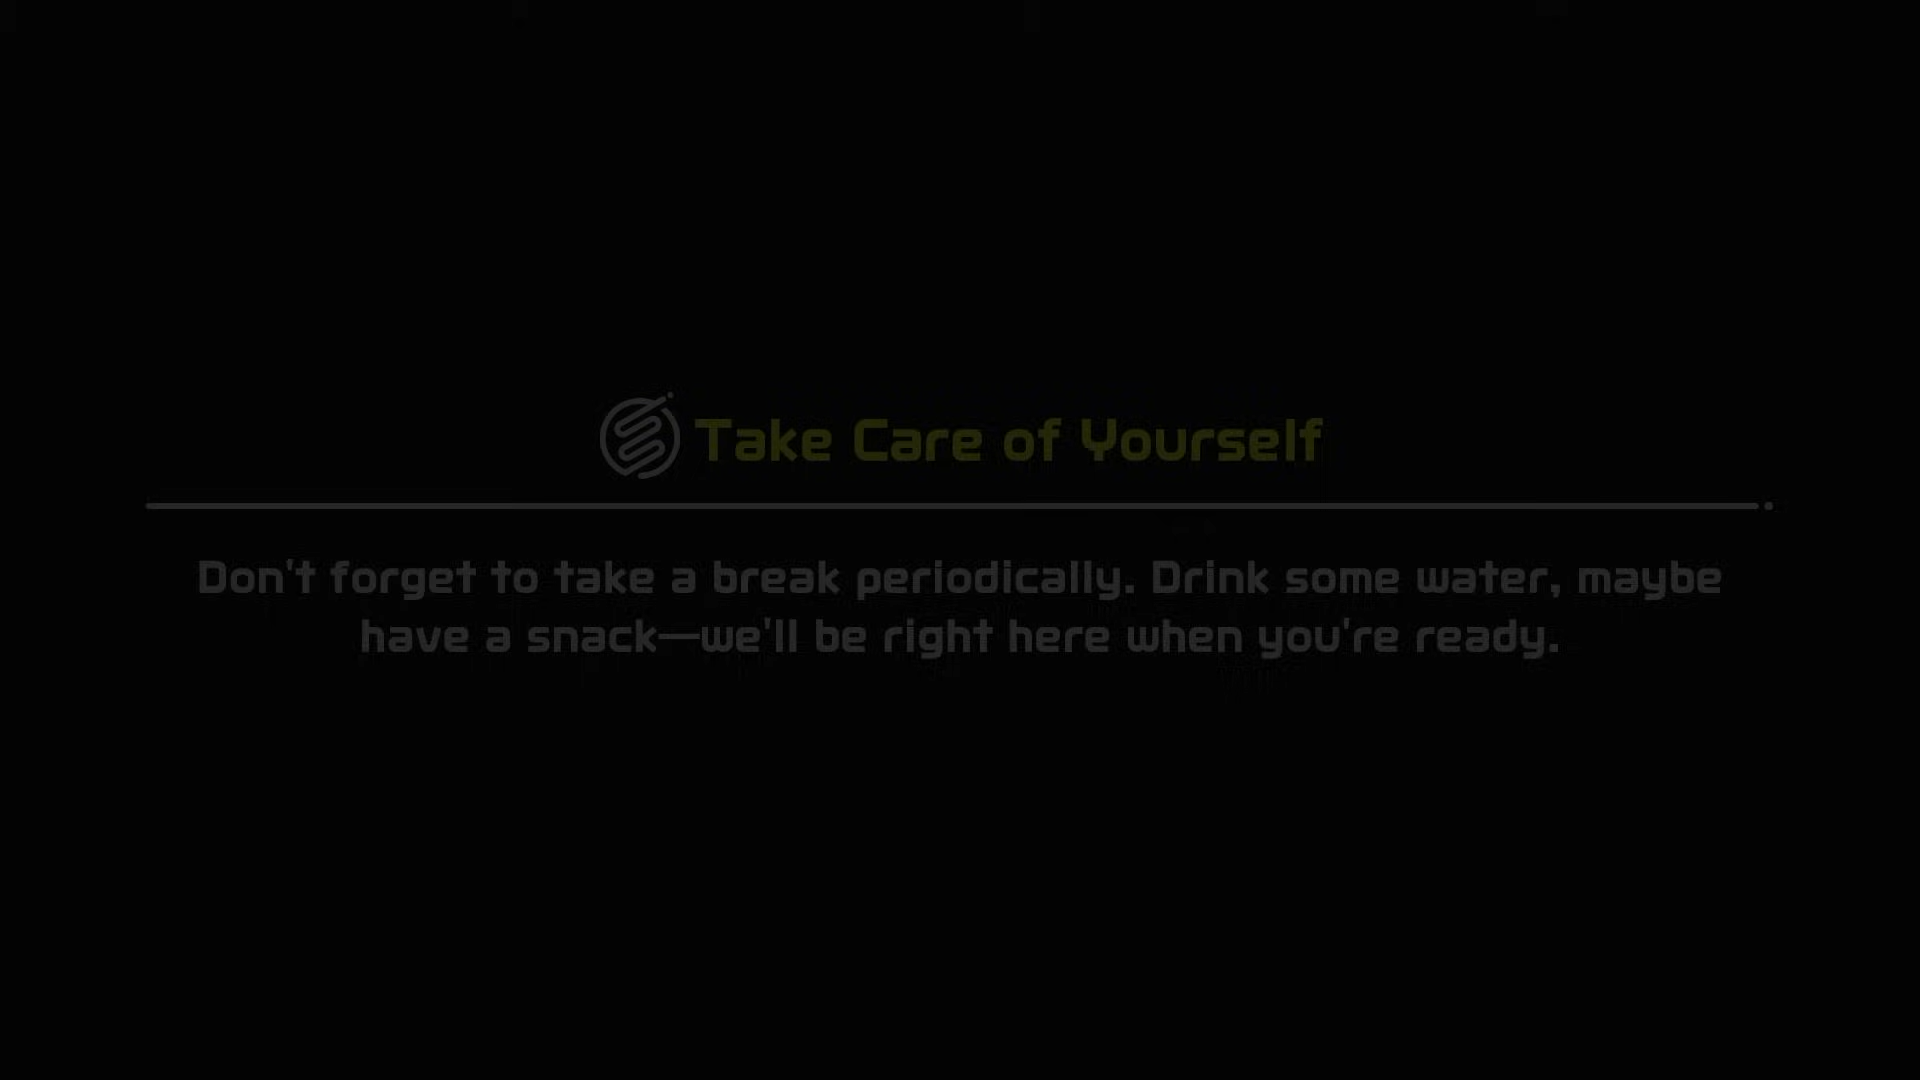 Take Care of Yourself
Don't forget to take a break periodically. Drink some water, maybe
have a snack—we'll be right here when you're ready.